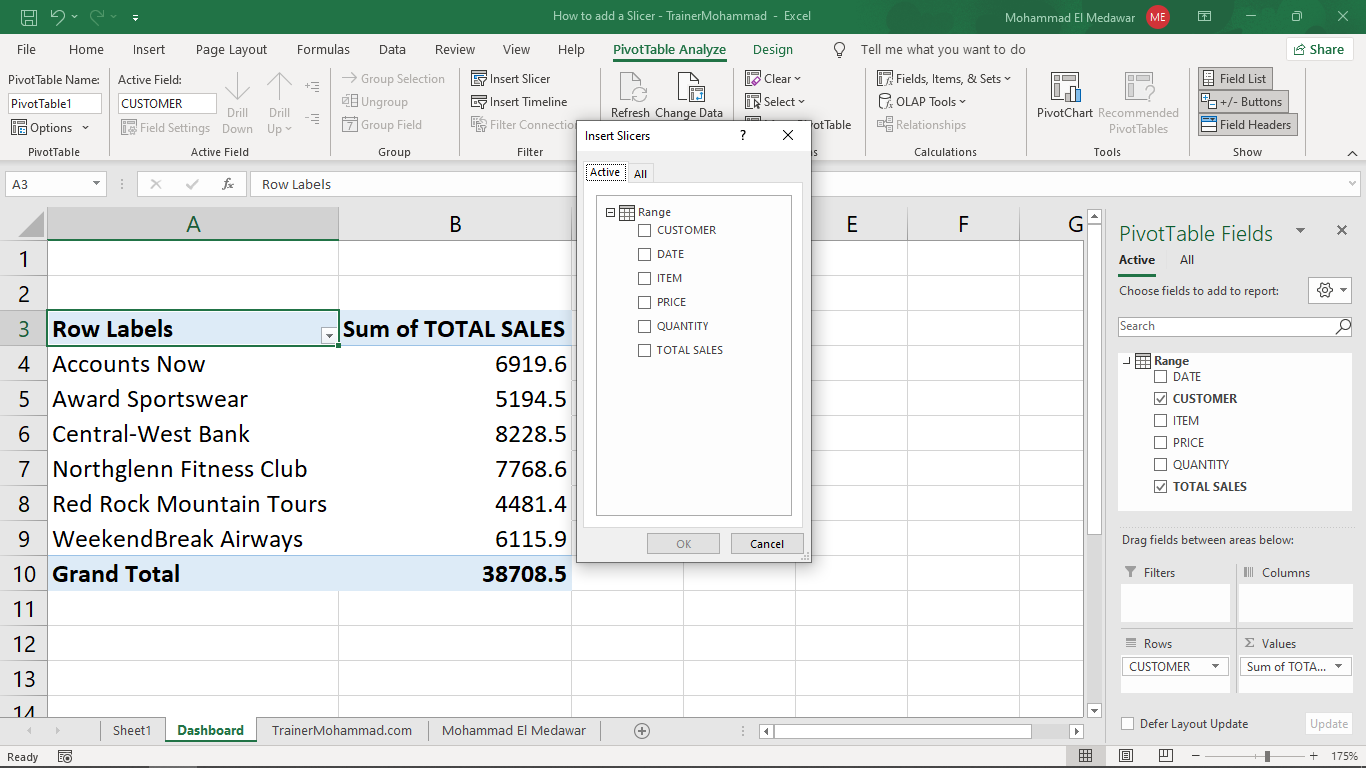 How to add a Slicer - TrainerMohammad - Excel
Mohammad El Medawar ME
File Home Insert Page Layout Formulas Data Review View Help PivotTable Analyze Design Tell me what you want to do Share
PivotTable Name:
PivotTable1
Options
PivotTable
Active Field:
CUSTOMER
Field Settings
Drill Down
Drill Up
Active Field
Group Selection
Ungroup
Group Field
Group
Insert Slicer
Insert Timeline
Filter Connectio
Filter
Refresh
Change Data
Clear
Select
PivotTable
Fields, Items, & Sets
OLAP Tools
Relationships
Calculations
PivotChart
Recommended
PivotTables
Tools
Field List
+/- Buttons
Field Headers
Show
A3
fx
Row Labels
A B E F G
1
2
3 Row Labels Sum of TOTAL SALES
4 Accounts Now 6919.6
5 Award Sportswear 5194.5
6 Central-West Bank 8228.5
7 Northglenn Fitness Club 7768.6
8 Red Rock Mountain Tours 4481.4
9 WeekendBreak Airways 6115.9
10 Grand Total 38708.5
11
12
13
14
Insert Slicers
?
Active All
Range
CUSTOMER
DATE
ITEM
PRICE
QUANTITY
TOTAL SALES
OK Cancel
PivotTable Fields
Active All
Choose fields to add to report:
Search
Range
DATE
CUSTOMER
ITEM
PRICE
QUANTITY
TOTAL SALES
Drag fields between areas below:
Filters Columns
Rows Σ Values
CUSTOMER Sum of TOTA...
Defer Layout Update Update
Sheet1 Dashboard TrainerMohammad.com Mohammad El Medawar
Ready
175%